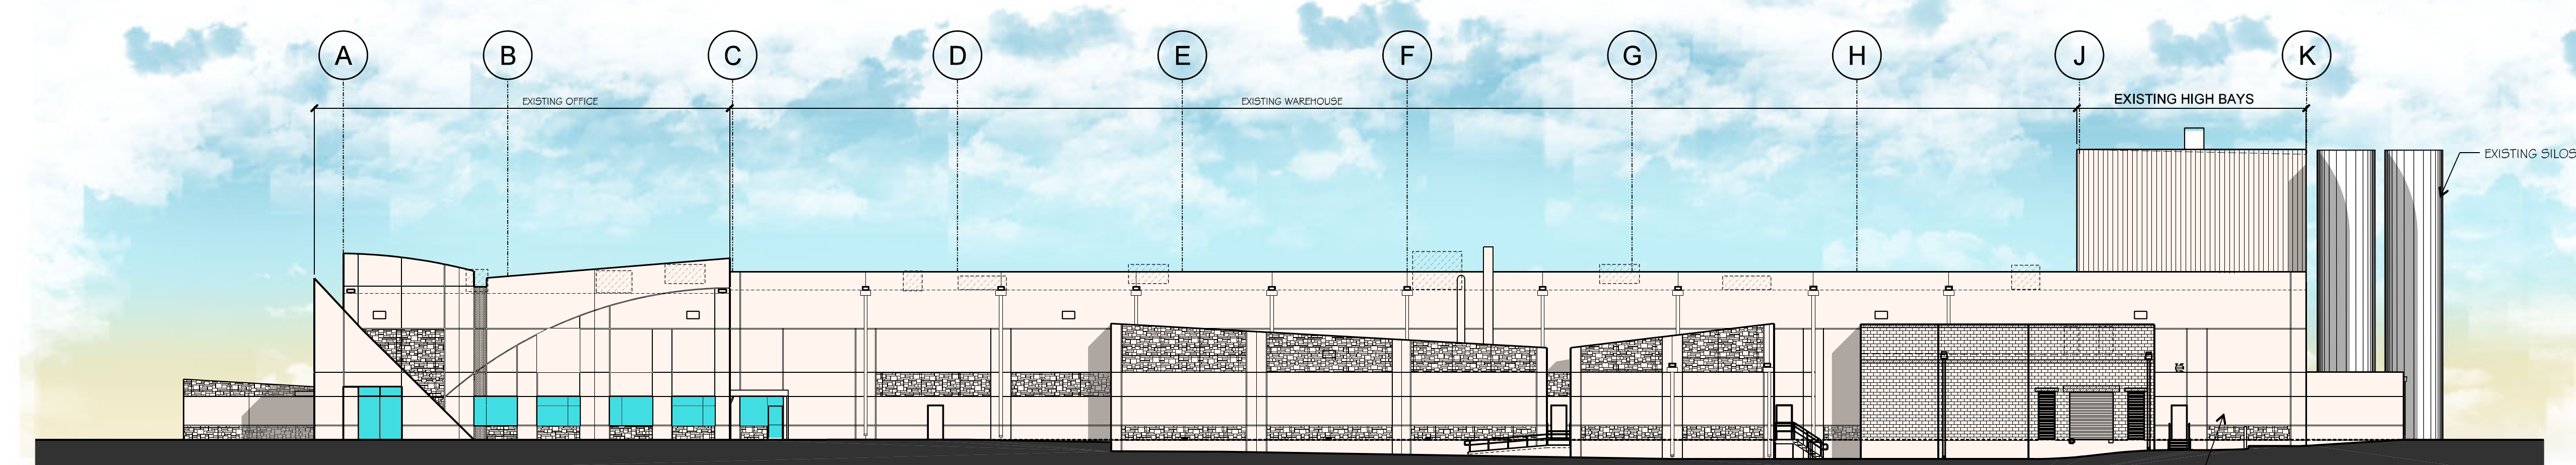 A B C D E F G H J K
EXISTING OFFICE EXISTING WAREHOUSE EXISTING HIGH BAYS
EXISTING SILOS